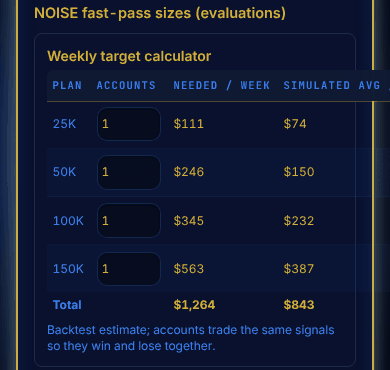 NOISE fast-pass sizes (evaluations)
Weekly target calculator
PLAN ACCOUNTS NEEDED / WEEK SIMULATED AVG /
25K 1 $111 $74
50K 1 $246 $150
100K 1 $345 $232
150K 1 $563 $387
Total $1,264 $843
Backtest estimate; accounts trade the same signals
so they win and lose together.